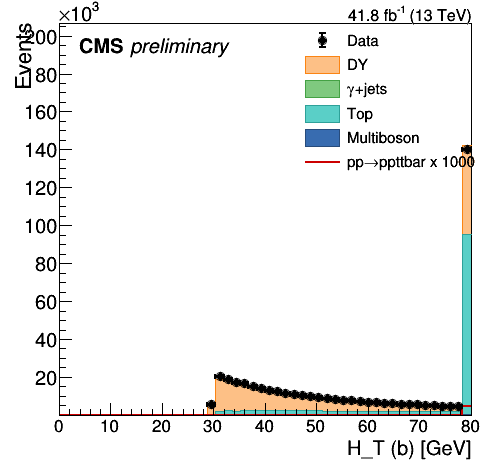 ×10³
41.8 fb⁻¹ (13 TeV)
CMS preliminary
Events
200
180
160
140
120
100
80
60
40
20
Data
DY
γ+jets
Top
Multiboson
pp→ppttbar x 1000
0 10 20 30 40 50 60 70 80
H_T (b) [GeV]